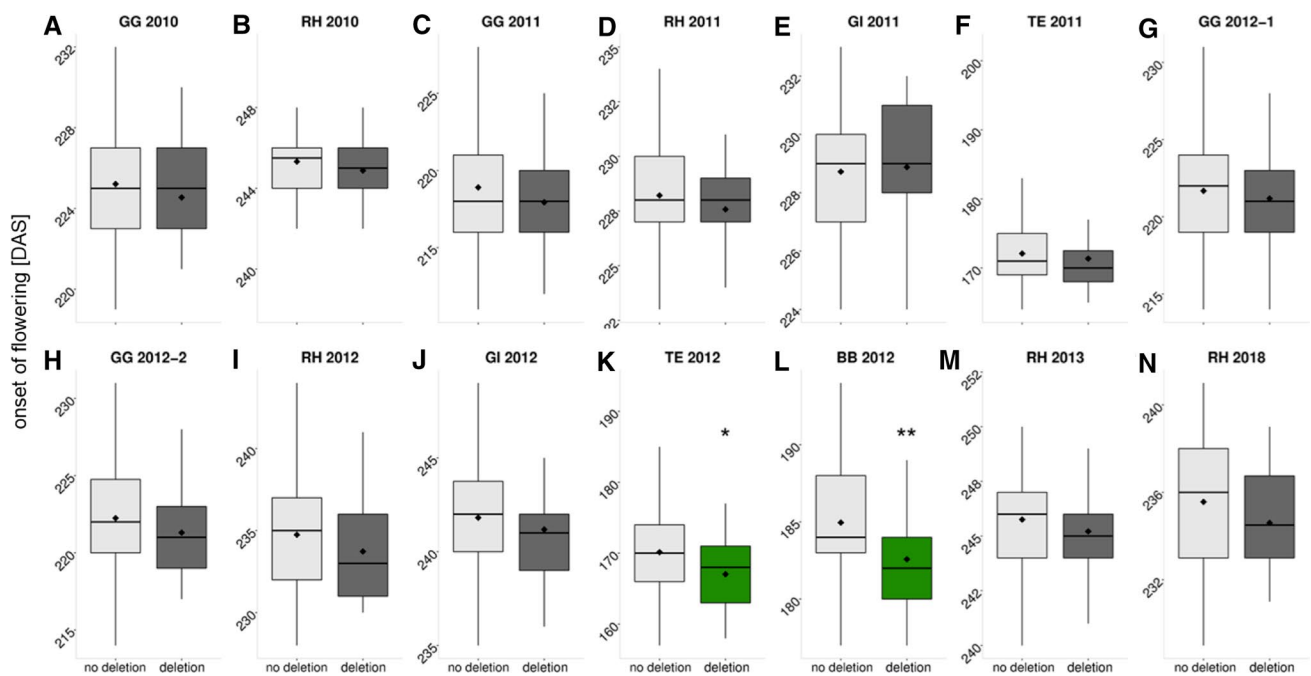 A GG 2010
B RH 2010
C GG 2011
D RH 2011
E GI 2011
F TE 2011
G GG 2012-1
232
228
224
220
248
244
240
225
220
215
235
232
230
228
225
22
232
230
228
226
224
200
190
180
170
230
225
220
215
onset of flowering [DAS]
H GG 2012-2
I RH 2012
J GI 2012
K TE 2012
L BB 2012
M RH 2013
N RH 2018
230
225
220
215
240
235
230
245
240
235
190
180
170
160
*
190
185
180
**
252
250
248
245
242
240
240
236
232
no deletion deletion
no deletion deletion
no deletion deletion
no deletion deletion
no deletion deletion
no deletion deletion
no deletion deletion